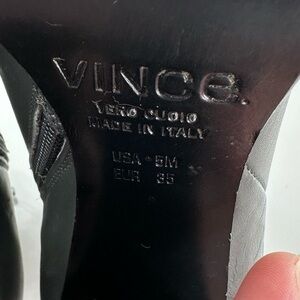 VINCE.
VERO CUOIO
MADE IN ITALY
USA 5M
EUR 35